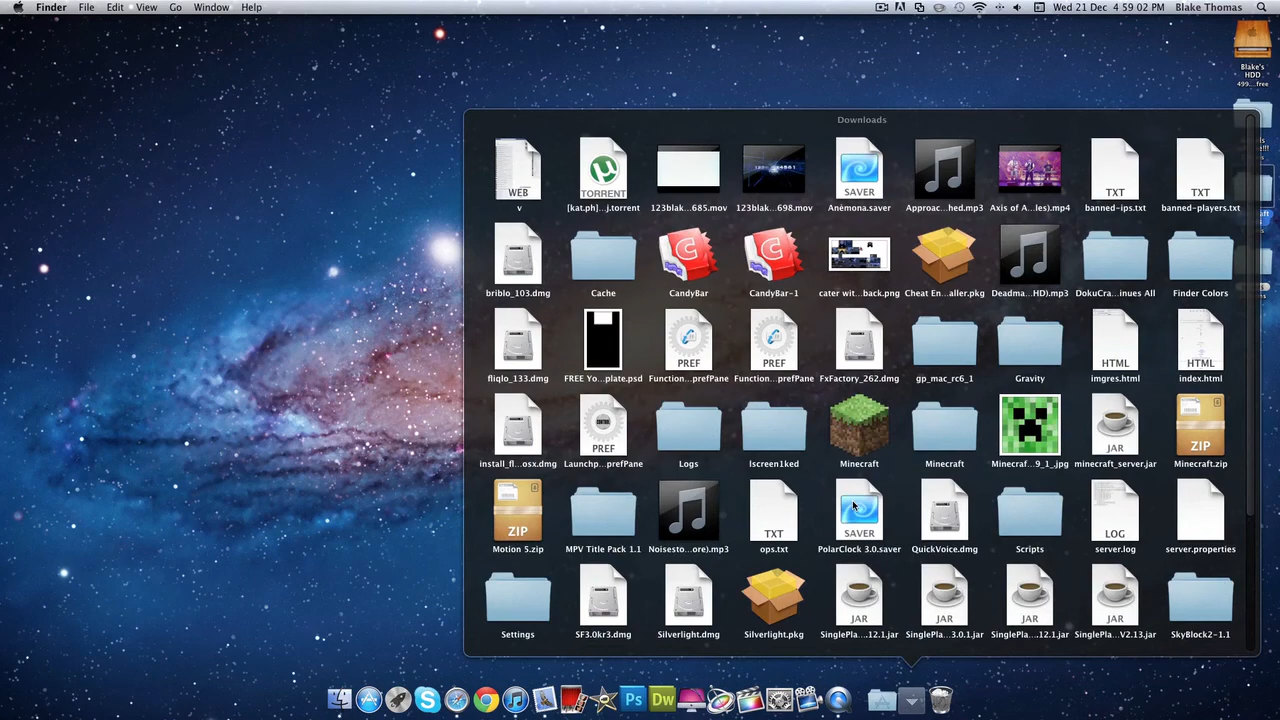 Finder File Edit View Go Window Help Wed 21 Dec 4 59 02 PM Blake Thomas
Blake's
HDD
499....free
Downloads
WEB TORRENT SAVER TXT TXT
v [kat.ph]...j.torrent 123blak...685.mov 123blak...698.mov Anèmona.saver Approac...hed.mp3 Axis of A...les).mp4 banned-ips.txt banned-players.txt
briblo_103.dmg Cache CandyBar CandyBar-1 cater wit...back.png Cheat En...aller.pkg Deadma...HD).mp3 DokuCra...inues All Finder Colors
PREF PREF HTML HTML
fliqlo_133.dmg FREE Yo...plate.psd Function...prefPane Function...prefPane FxFactory_262.dmg gp_mac_rc6_1 Gravity imgres.html index.html
CONTROL
PREF JAR ZIP
install_fl...osx.dmg Launchp...prefPane Logs lscreen1ked Minecraft Minecraft Minecraf...9_1_.jpg minecraft_server.jar Minecraft.zip
ZIP TXT SAVER LOG
Motion 5.zip MPV Title Pack 1.1 Noisesto...ore).mp3 ops.txt PolarClock 3.0.saver QuickVoice.dmg Scripts server.log server.properties
JAR JAR JAR JAR
Settings SF3.0kr3.dmg Silverlight.dmg Silverlight.pkg SinglePla....12.1.jar SinglePla...3.0.1.jar SinglePla....12.1.jar SinglePla...V2.13.jar SkyBlock2-1.1
Ps Dw